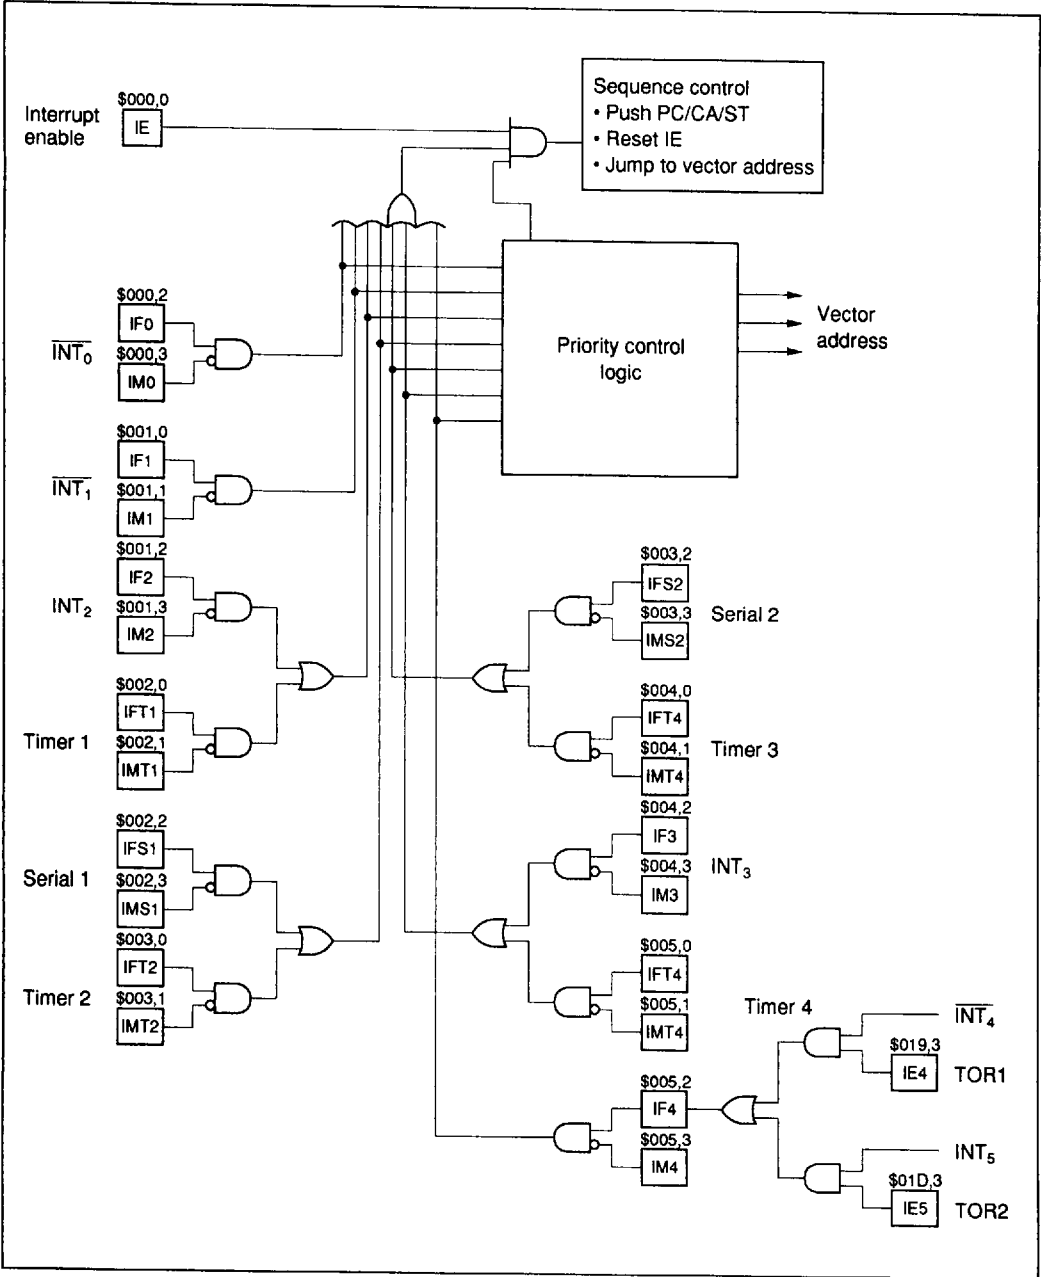 $000,0
Interrupt
enable
IE
Sequence control
• Push PC/CA/ST
• Reset IE
• Jump to vector address
$000,2
IF0
INT0
$000,3
IM0
Priority control
logic
Vector
address
$001,0
IF1
INT1
$001,1
IM1
$001,2
IF2
INT2
$001,3
IM2
$002,0
IFT1
Timer 1
$002,1
IMT1
$002,2
IFS1
Serial 1
$002,3
IMS1
$003,0
IFT2
Timer 2
$003,1
IMT2
$003,2
IFS2
Serial 2
$003,3
IMS2
$004,0
IFT4
Timer 3
$004,1
IMT4
$004,2
IF3
INT3
$004,3
IM3
$005,0
IFT4
Timer 4
$005,1
IMT4
INT4
$019,3
IE4
TOR1
$005,2
IF4
$005,3
IM4
INT5
$01D,3
IE5
TOR2